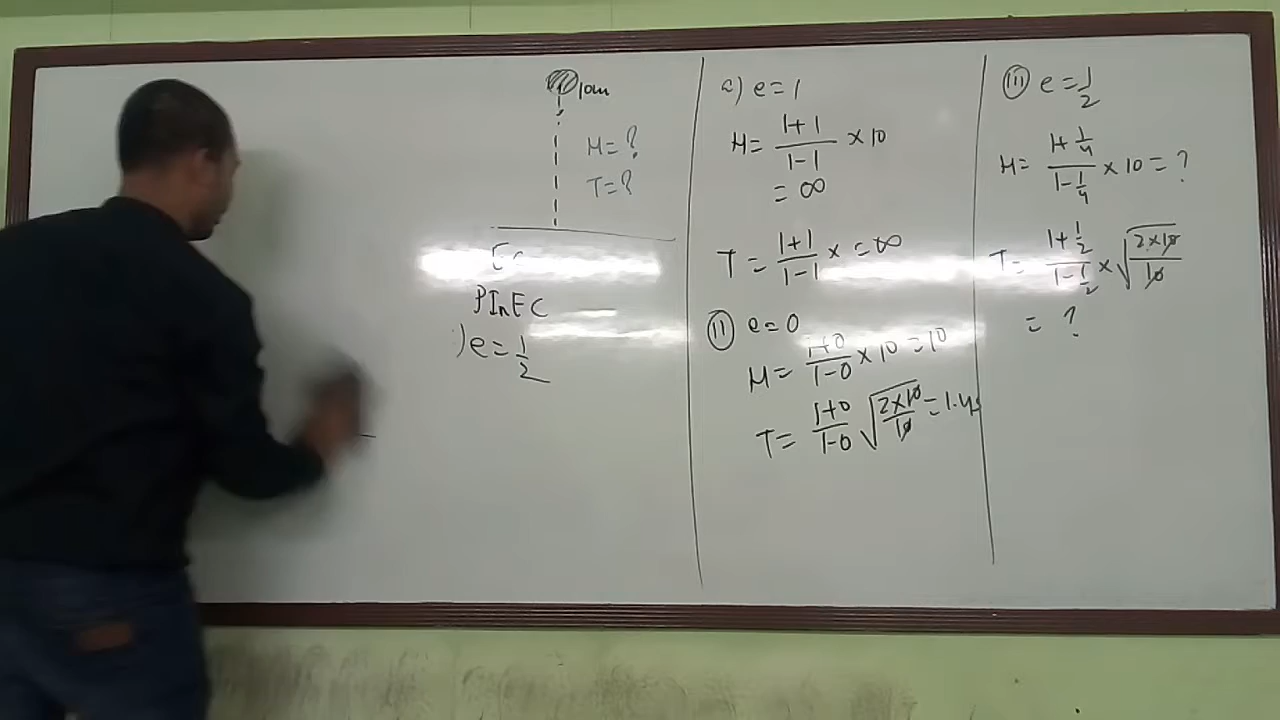 10m
H=?
T=?
PInEC
) e = 1/2
a) e = 1
H = (1+1)/(1-1) × 10
= ∞
T = (1+1)/(1-1) × = ∞
(II) e = 0
H = (1+0)/(1-0) × 10 = 10
T = (1+0)/(1-0) √(2×10/10) = 1.4
(III) e = 1/2
H = (1+1/4)/(1-1/4) × 10 = ?
T = (1+1/2)/(1-1/2) × √(2×10/10)
= ?